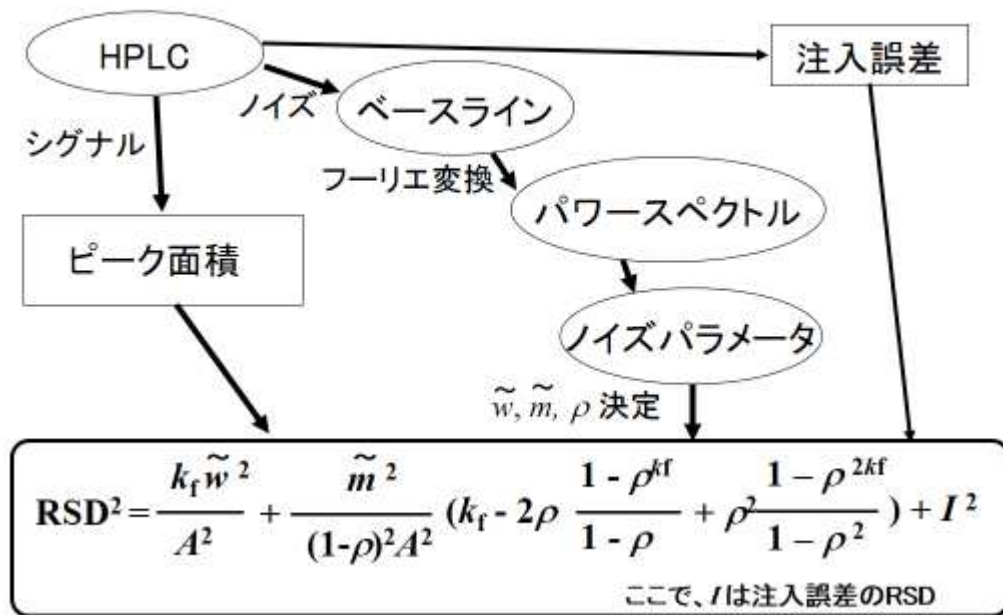 HPLC
注入誤差
ノイズ
ベースライン
シグナル
フーリエ変換
パワースペクトル
ピーク面積
ノイズパラメータ
w̃, m̃, ρ 決定
RSD² = k_f w̃ ² / A² + m̃ ² / (1-ρ)²A² (k_f - 2ρ (1 - ρ^kf) / (1 - ρ) + ρ² (1 – ρ^2kf) / (1 – ρ²) ) + I ²
ここで、Iは注入誤差のRSD